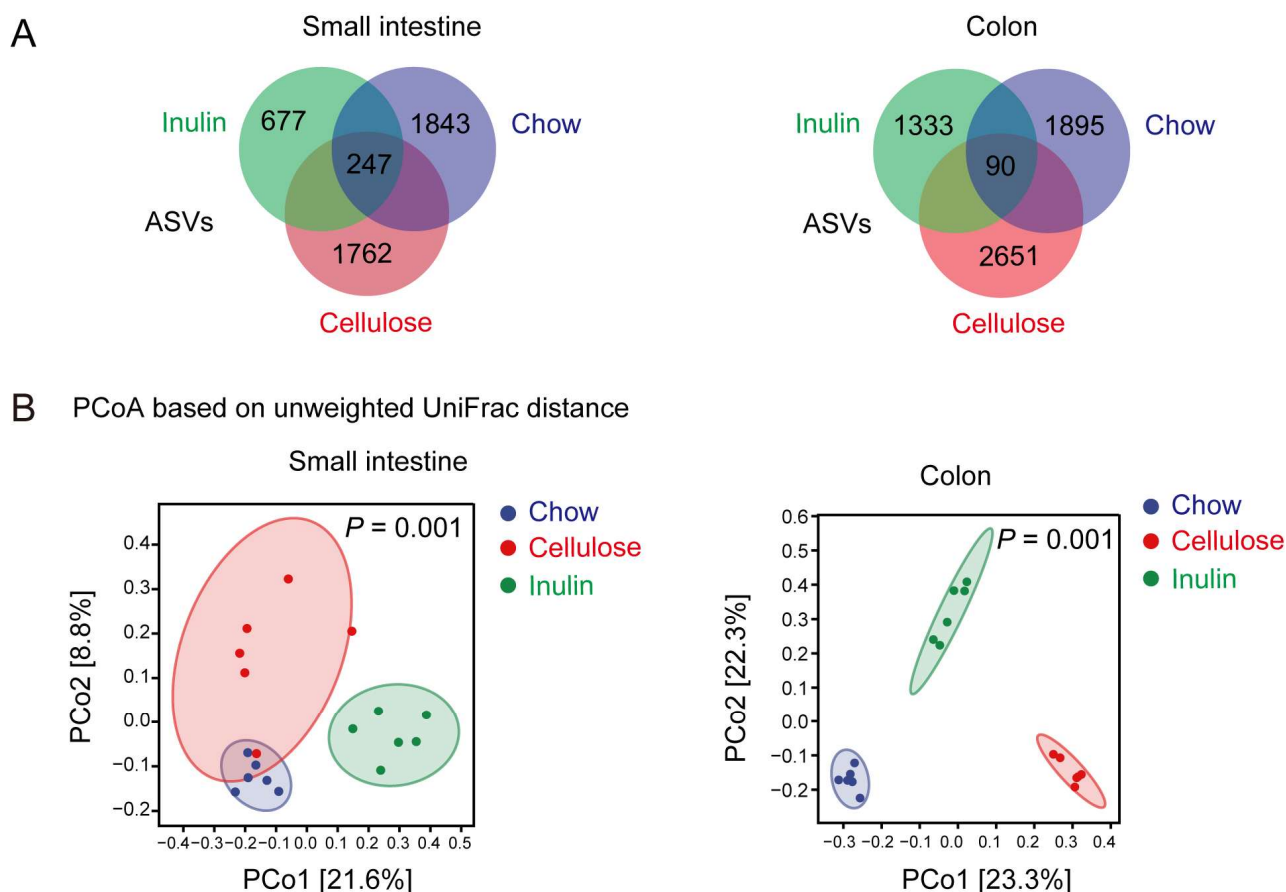 A
Small intestine
Colon
Inulin
677
1843
Chow
247
ASVs
1762
Cellulose
Inulin
1333
1895
Chow
90
ASVs
2651
Cellulose
B PCoA based on unweighted UniFrac distance
Small intestine
P = 0.001
Chow
Cellulose
Inulin
PCo2 [8.8%]
0.4
0.3
0.2
0.1
0.0
−0.1
−0.2
−0.4 −0.3 −0.2 −0.1 0.0 0.1 0.2 0.3 0.4 0.5
PCo1 [21.6%]
Colon
P = 0.001
Chow
Cellulose
Inulin
PCo2 [22.3%]
0.6
0.5
0.4
0.3
0.2
0.1
0.0
−0.1
−0.2
−0.3 −0.2 −0.1 0.0 0.1 0.2 0.3 0.4
PCo1 [23.3%]